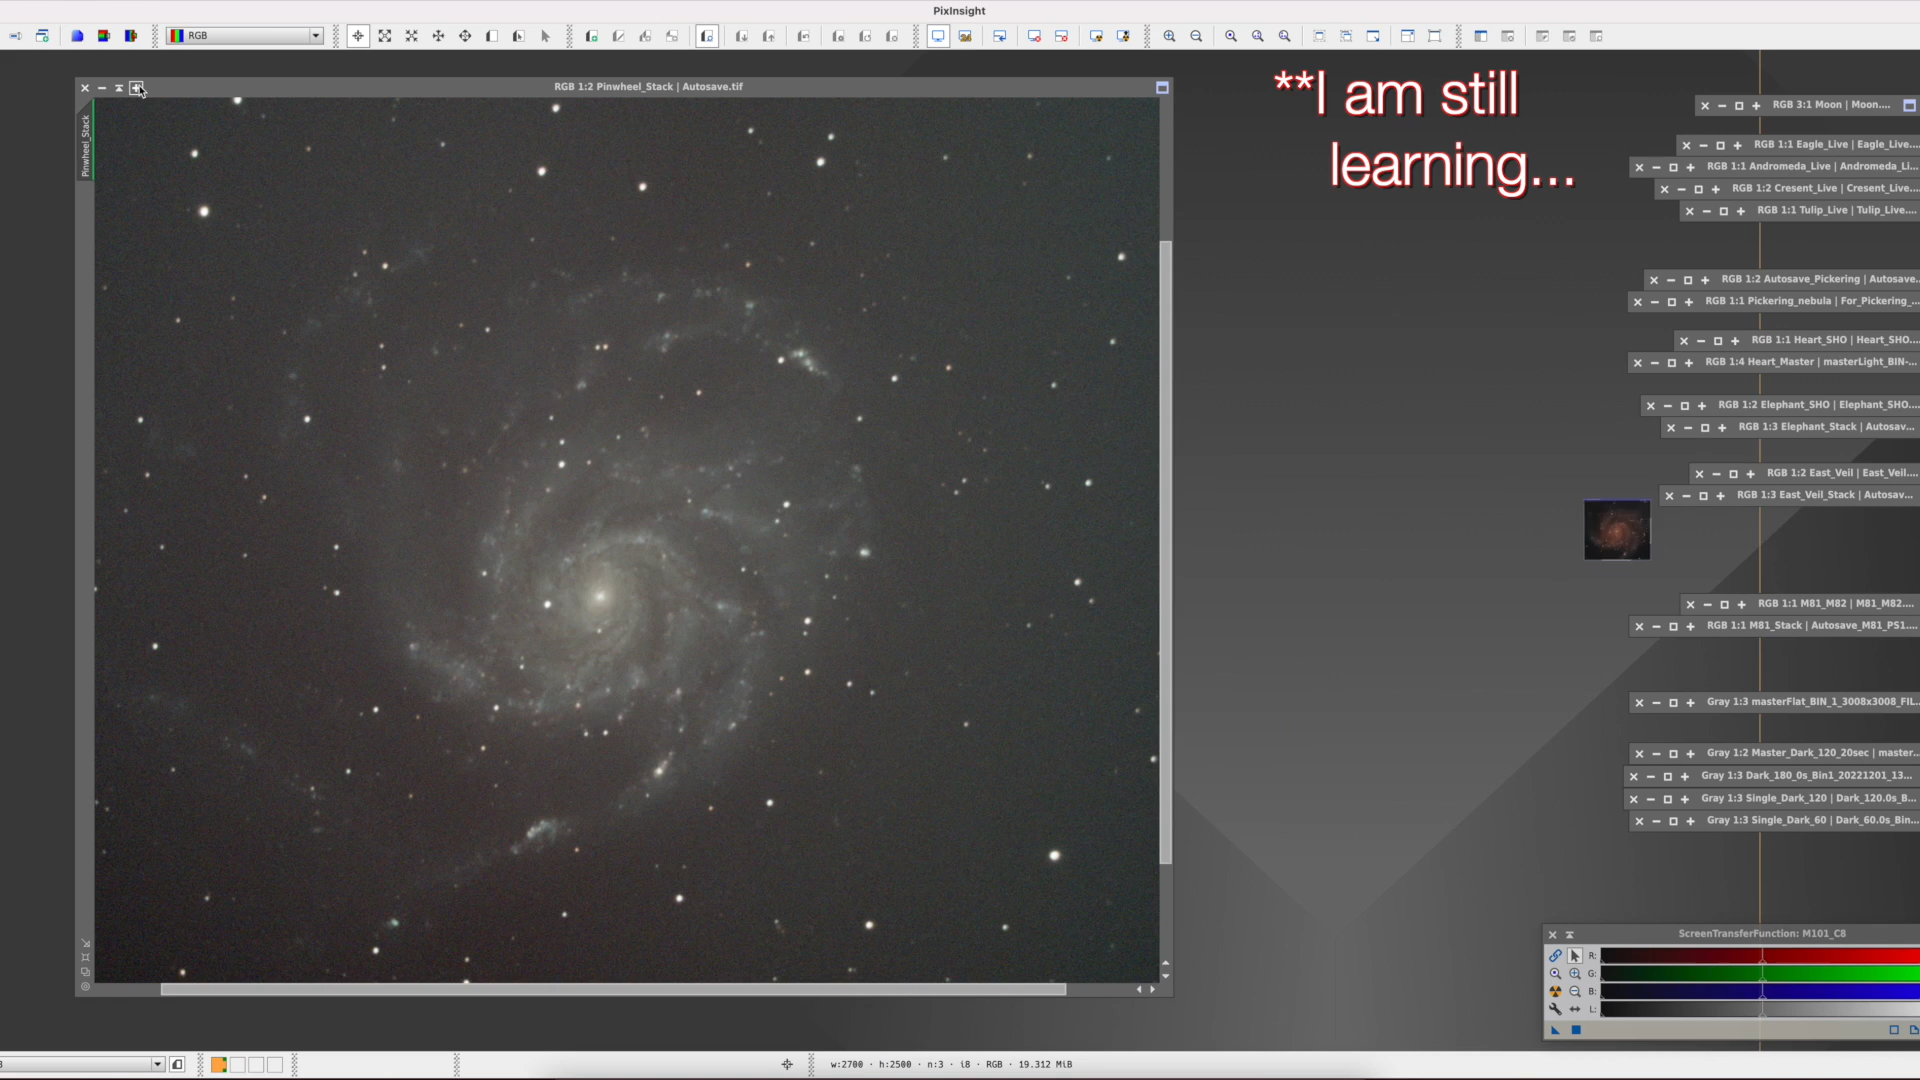 PixInsight
RGB
RGB 1:2 Pinwheel_Stack | Autosave.tif
Pinwheel_Stack
**I am still
learning...
RGB 3:1 Moon | Moon....
RGB 1:1 Eagle_Live | Eagle_Live....
RGB 1:1 Andromeda_Live | Andromeda_Li...
RGB 1:2 Cresent_Live | Cresent_Live....
RGB 1:1 Tulip_Live | Tulip_Live....
RGB 1:2 Autosave_Pickering | Autosave...
RGB 1:1 Pickering_nebula | For_Pickering_...
RGB 1:1 Heart_SHO | Heart_SHO....
RGB 1:4 Heart_Master | masterLight_BIN-...
RGB 1:2 Elephant_SHO | Elephant_SHO....
RGB 1:3 Elephant_Stack | Autosav...
RGB 1:2 East_Veil | East_Veil....
RGB 1:3 East_Veil_Stack | Autosav...
RGB 1:1 M81_M82 | M81_M82....
RGB 1:1 M81_Stack | Autosave_M81_PS1....
Gray 1:3 masterFlat_BIN_1_3008x3008_FIL...
Gray 1:2 Master_Dark_120_20sec | master...
Gray 1:3 Dark_180_0s_Bin1_20221201_13...
Gray 1:3 Single_Dark_120 | Dark_120.0s_B...
Gray 1:3 Single_Dark_60 | Dark_60.0s_Bin...
ScreenTransferFunction: M101_C8
R:
G:
B:
L:
w:2700 · h:2500 · n:3 · i8 · RGB · 19.312 MiB